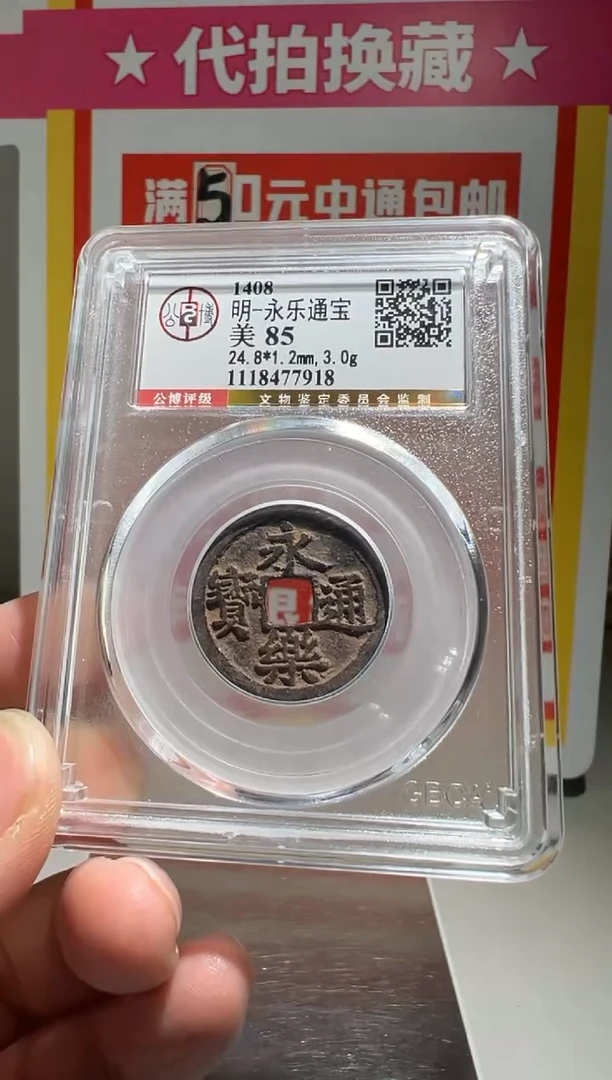 ★ 代拍换藏 ★
满50元中通包邮
1408
明-永乐通宝
美 85
24.8*1.2mm, 3.0g
1118477918
公博
公博评级
文物鉴定委员会监制
永樂通寶
GBCA